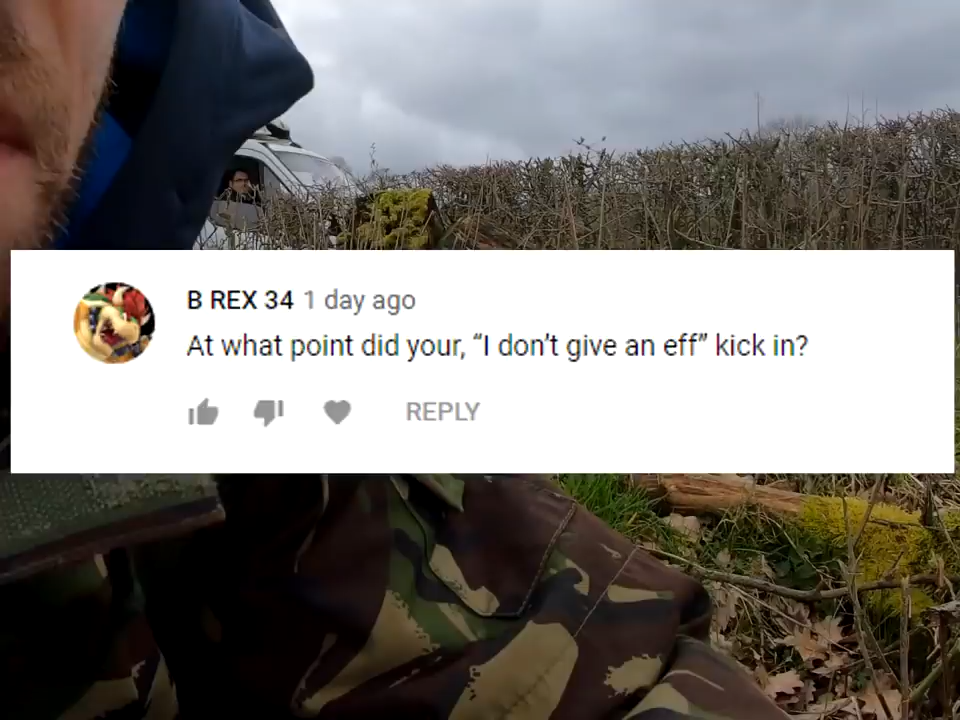 B REX 34 1 day ago
At what point did your, “I don’t give an eff” kick in?
REPLY